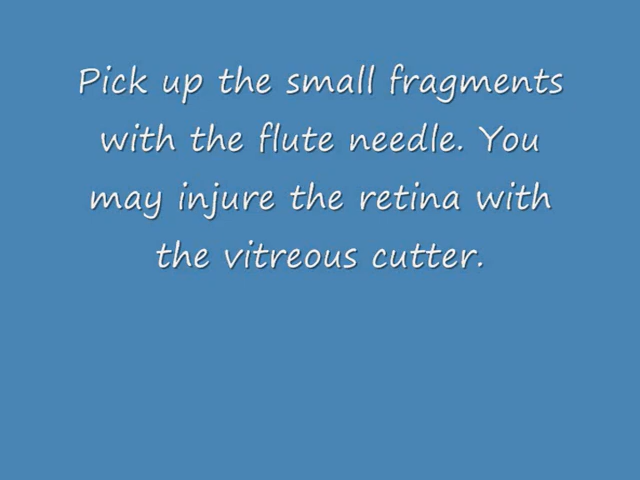 Pick up the small fragments
with the flute needle. You
may injure the retina with
the vitreous cutter.